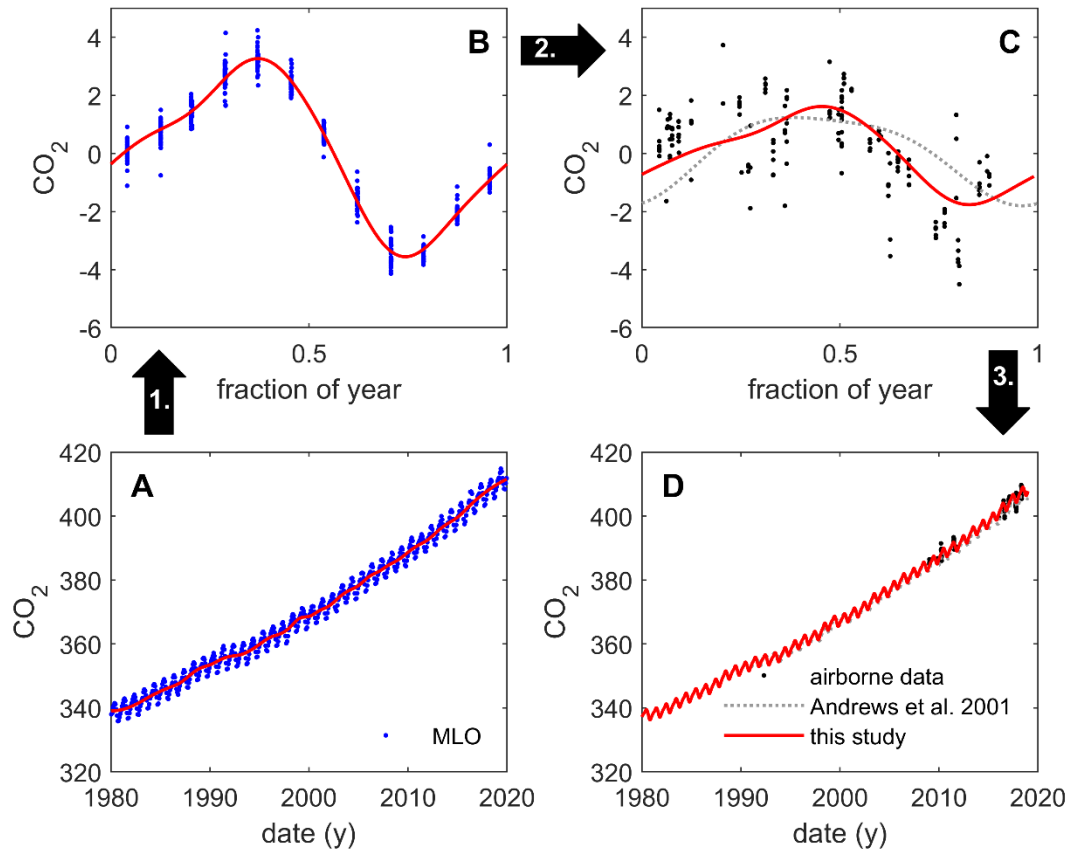 B
CO2
4
2
0
-2
-4
-6
0
0.5
1
fraction of year
2.
C
CO2
4
2
0
-2
-4
-6
0
0.5
1
fraction of year
1.
3.
A
CO2
420
400
380
360
340
320
1980
1990
2000
2010
2020
date (y)
MLO
D
CO2
420
400
380
360
340
320
1980
1990
2000
2010
2020
date (y)
airborne data
Andrews et al. 2001
this study